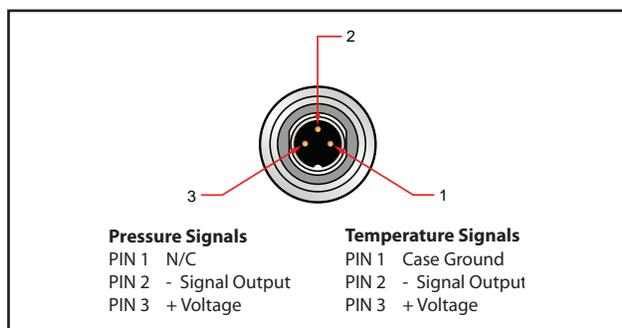 2
3
1
Pressure Signals
PIN 1 N/C
PIN 2 - Signal Output
PIN 3 + Voltage
Temperature Signals
PIN 1 Case Ground
PIN 2 - Signal Output
PIN 3 + Voltage